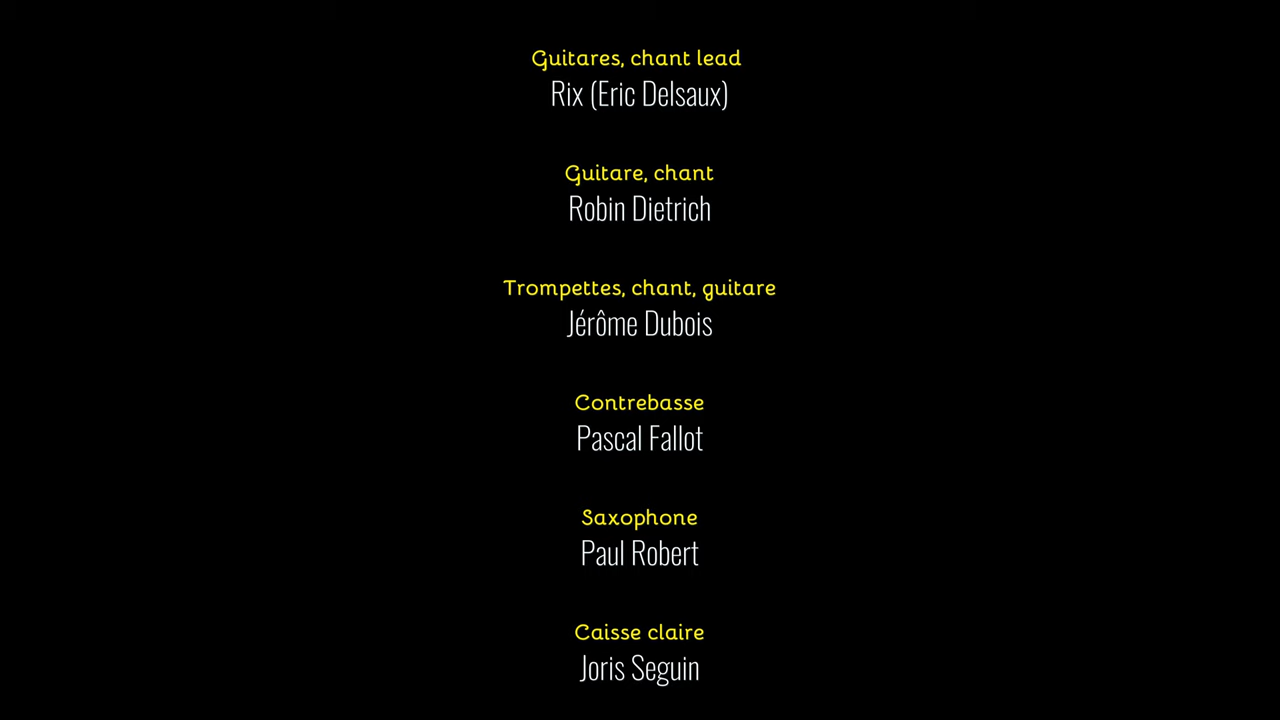 Guitares, chant lead
Rix (Eric Delsaux)
Guitare, chant
Robin Dietrich
Trompettes, chant, guitare
Jérôme Dubois
Contrebasse
Pascal Fallot
Saxophone
Paul Robert
Caisse claire
Joris Seguin